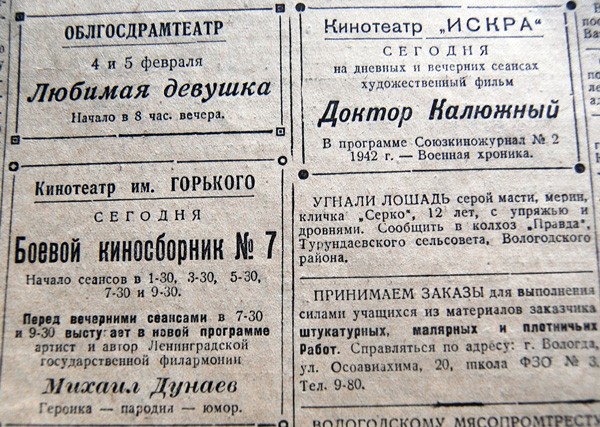 ОБЛГОСДРАМТЕАТР
4 и 5 февраля
Любимая девушка
Начало в 8 час. вечера.
Кинотеатр им. ГОРЬКОГО
СЕГОДНЯ
Боевой киносборник № 7
Начало сеансов в 1-30, 3-30, 5-30,
7-30 и 9-30.
Перед вечерними сеансами в 7-30
и 9-30 выступает в новой программе
артист и автор Ленинградской
государственной филармонии
Михаил Дунаев
Героика — пародия — юмор.
Кинотеатр „ИСКРА“
СЕГОДНЯ
на дневных и вечерних сеансах
художественный фильм
Доктор Калюжный
В программе Союзкиножурнал № 2
1942 г. — Военная хроника.
УГНАЛИ ЛОШАДЬ серой масти, мерин,
кличка „Серко“, 12 лет, с упряжью и
дровнями. Сообщить в колхоз „Правда“,
Турундаевского сельсовета, Вологодского
района.
ПРИНИМАЕМ ЗАКАЗЫ для выполнения
силами учащихся из материалов заказчика
штукатурных, малярных и плотничьих
Работ. Справляться по адресу: г. Вологда,
ул. Осоавиахима, 20, школа ФЗО № 3.
Тел. 9-80.
ВОЛОГОДСКОМУ МЯСОПРОМТРЕСТУ